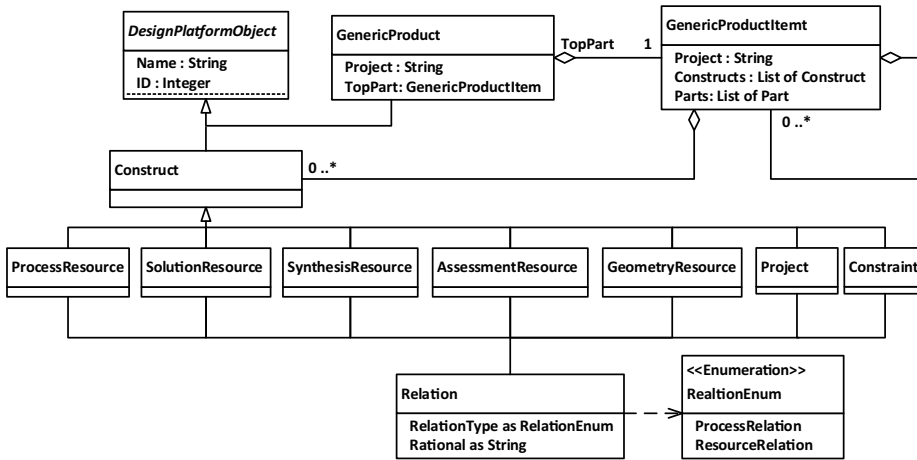 DesignPlatformObject
Name : String
ID : Integer
GenericProduct
Project : String
TopPart: GenericProductItem
TopPart
1
GenericProductItemt
Project : String
Constructs : List of Construct
Parts: List of Part
0 ..*
Construct
0 ..*
ProcessResource
SolutionResource
SynthesisResource
AssessmentResource
GeometryResource
Project
Constraint
Relation
RelationType as RelationEnum
Rational as String
<<Enumeration>>
RealtionEnum
ProcessRelation
ResourceRelation